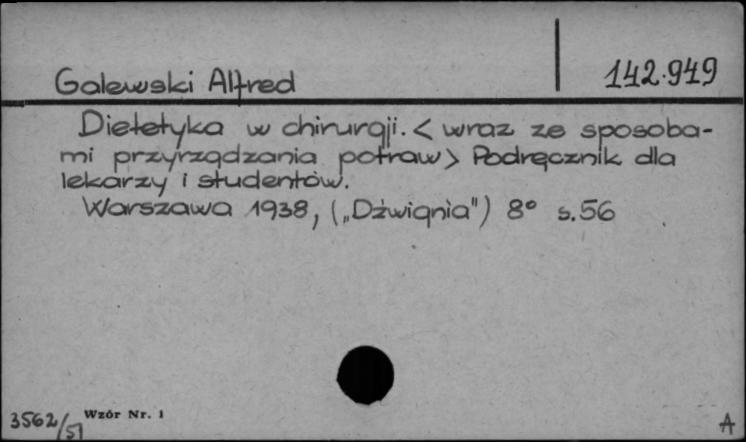 Galewski Alfred
142.949
Dietetyka w chirurgji. < wraz ze sposoba-
mi przyrządzania potraw > Podręcznik dla
lekarzy i studentów.
Warszawa 1938, („Dźwignia") 8° s.56
3562/51
Wzór Nr. 1
A